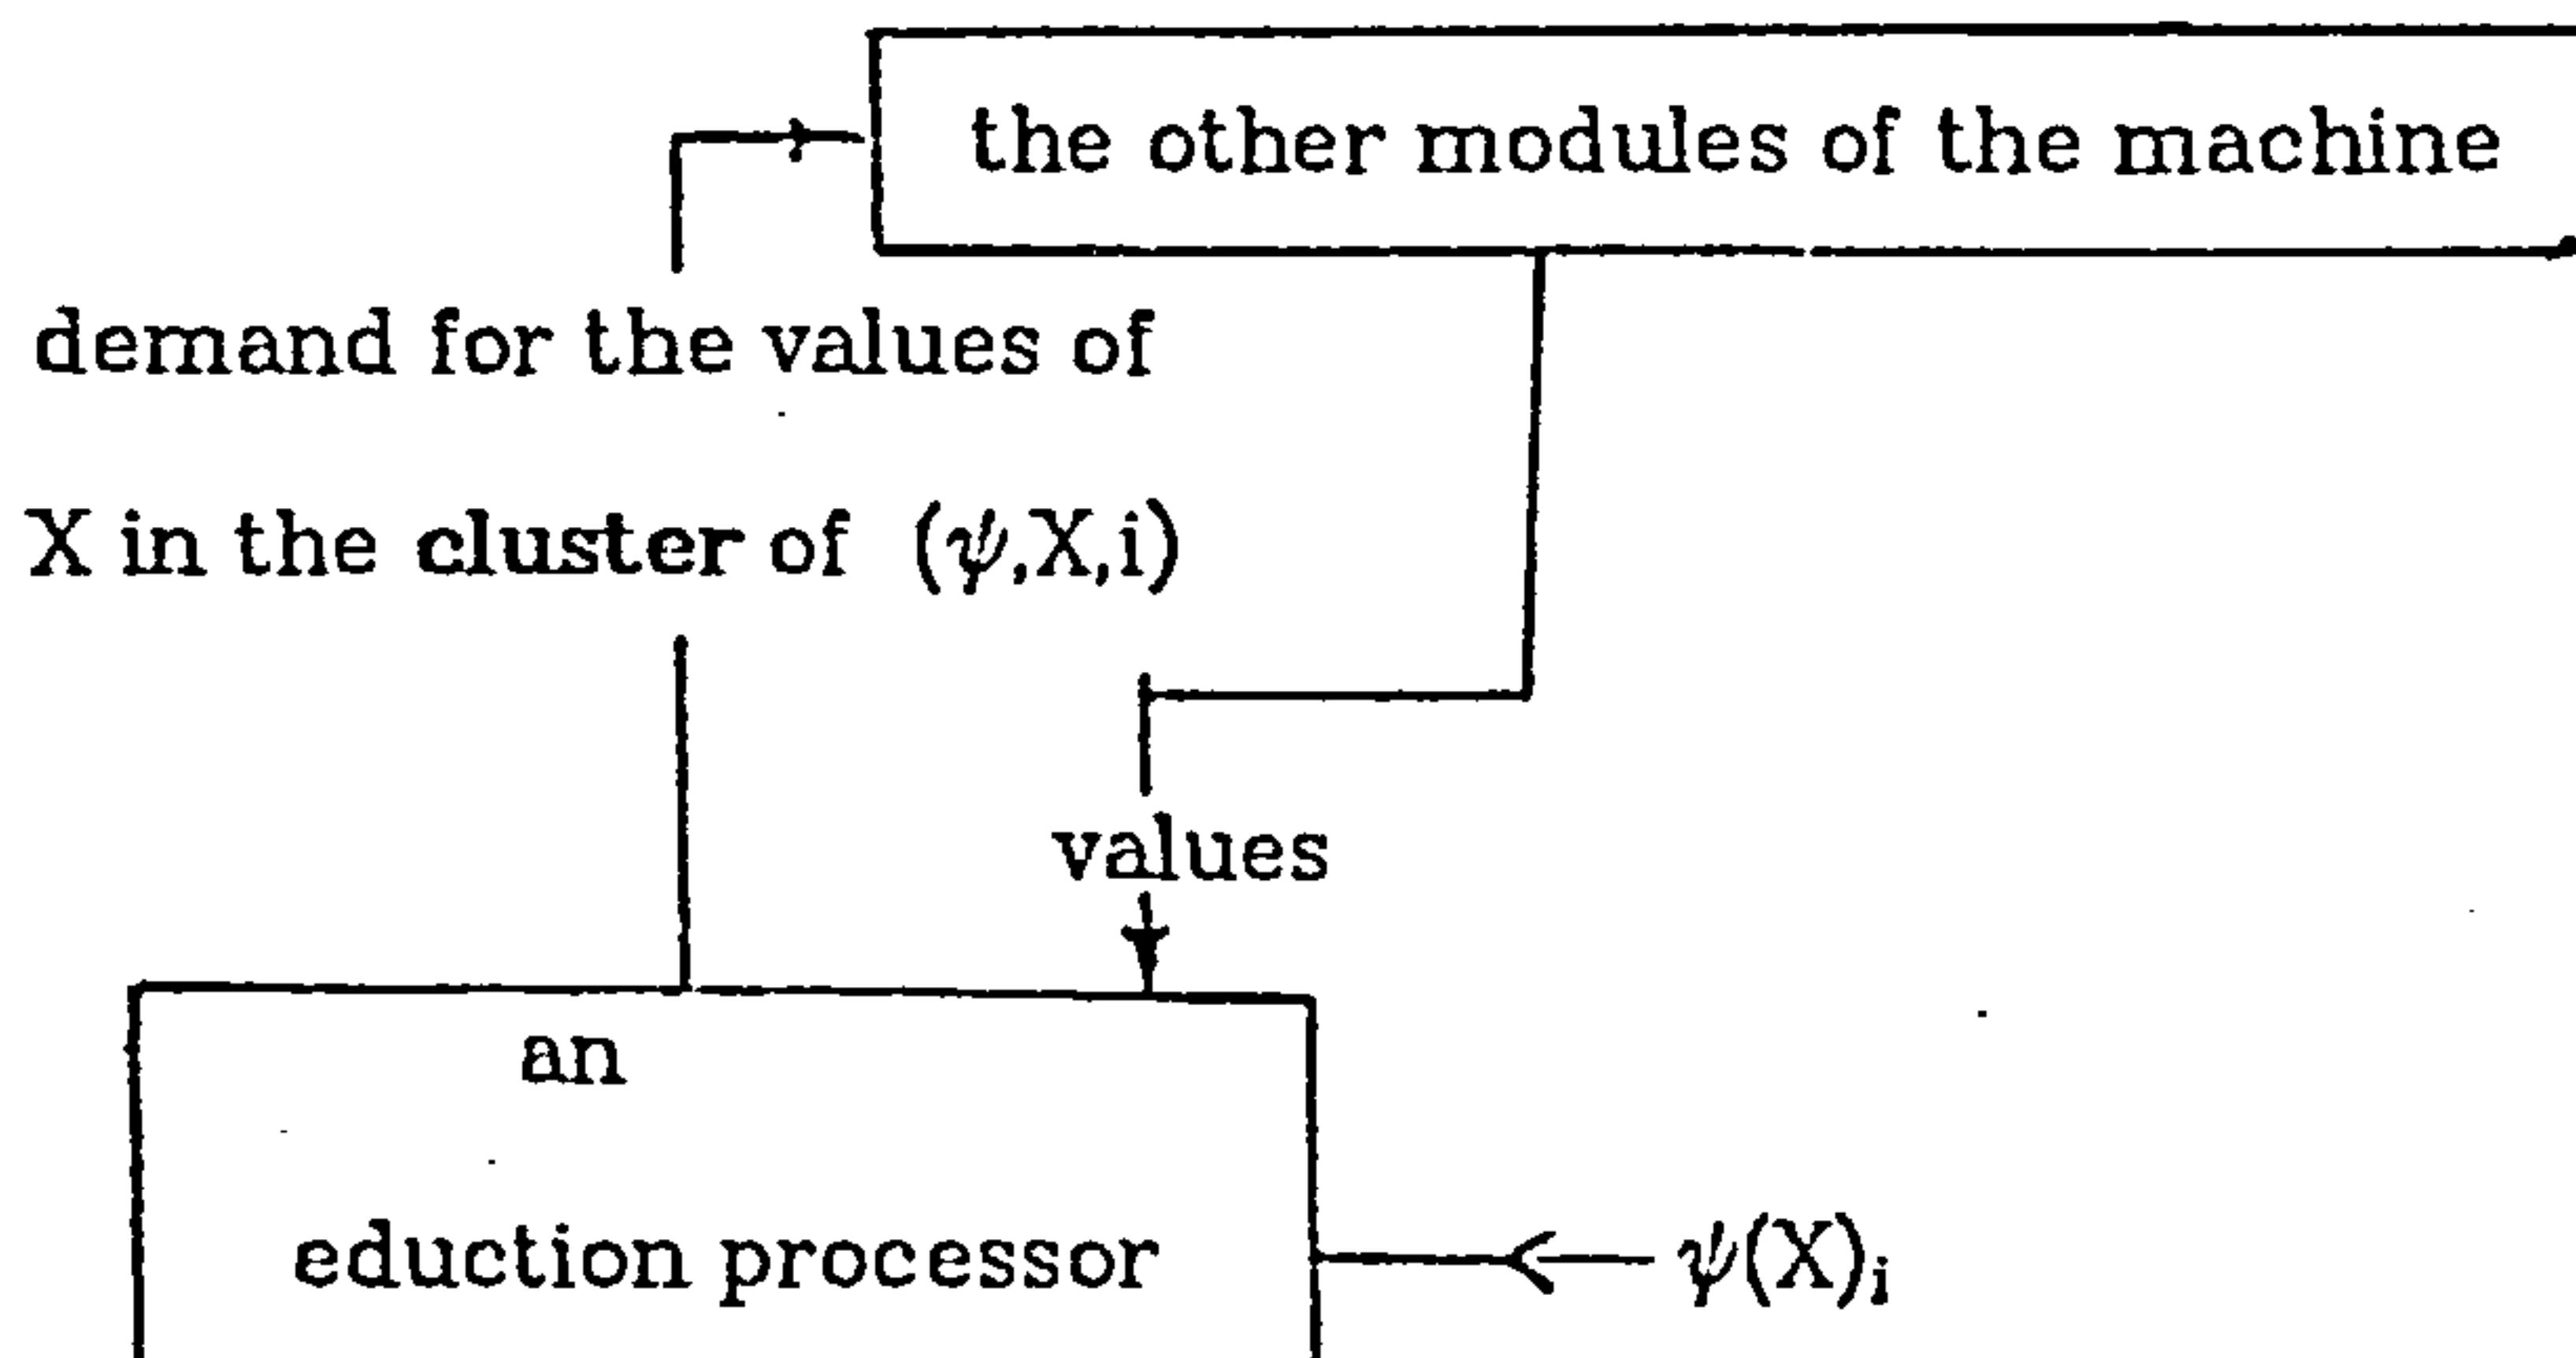 the other modules of the machine
demand for the values of
X in the cluster of (ψ,X,i)
values
an
eduction processor
ψ(X)i